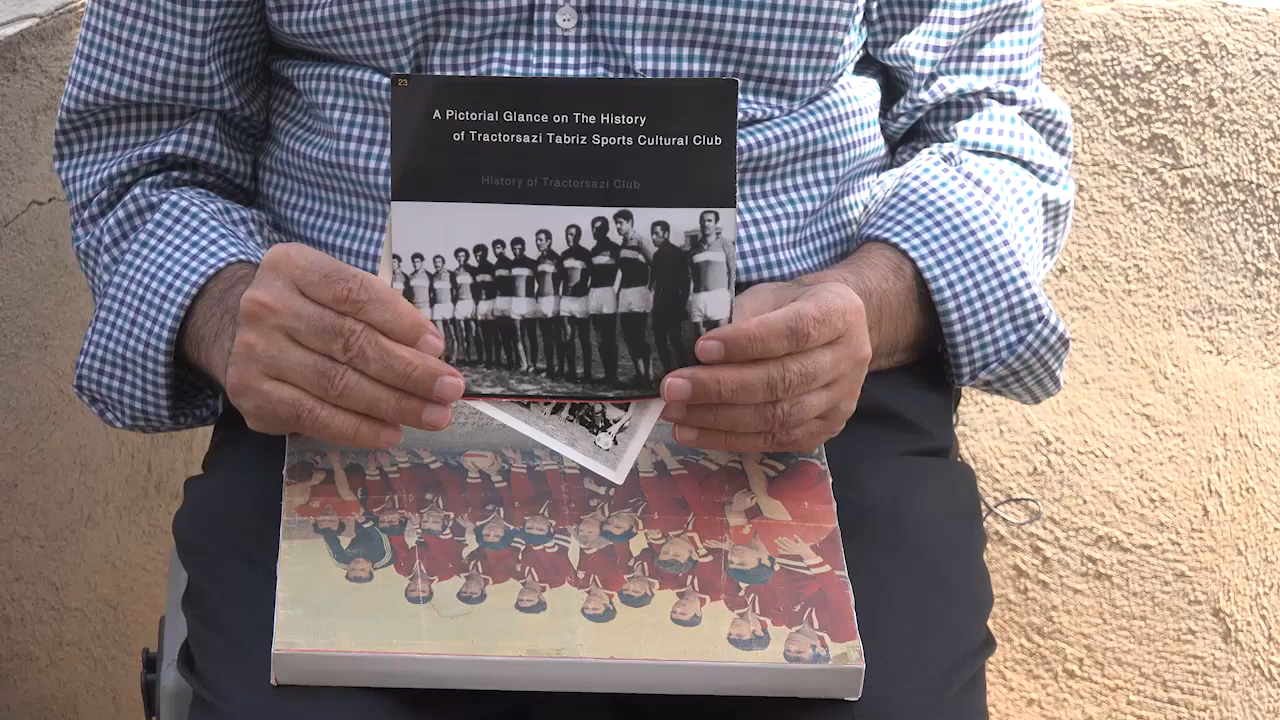 23
A Pictorial Glance on The History
of Tractorsazi Tabriz Sports Cultural Club
History of Tractorsazi Club